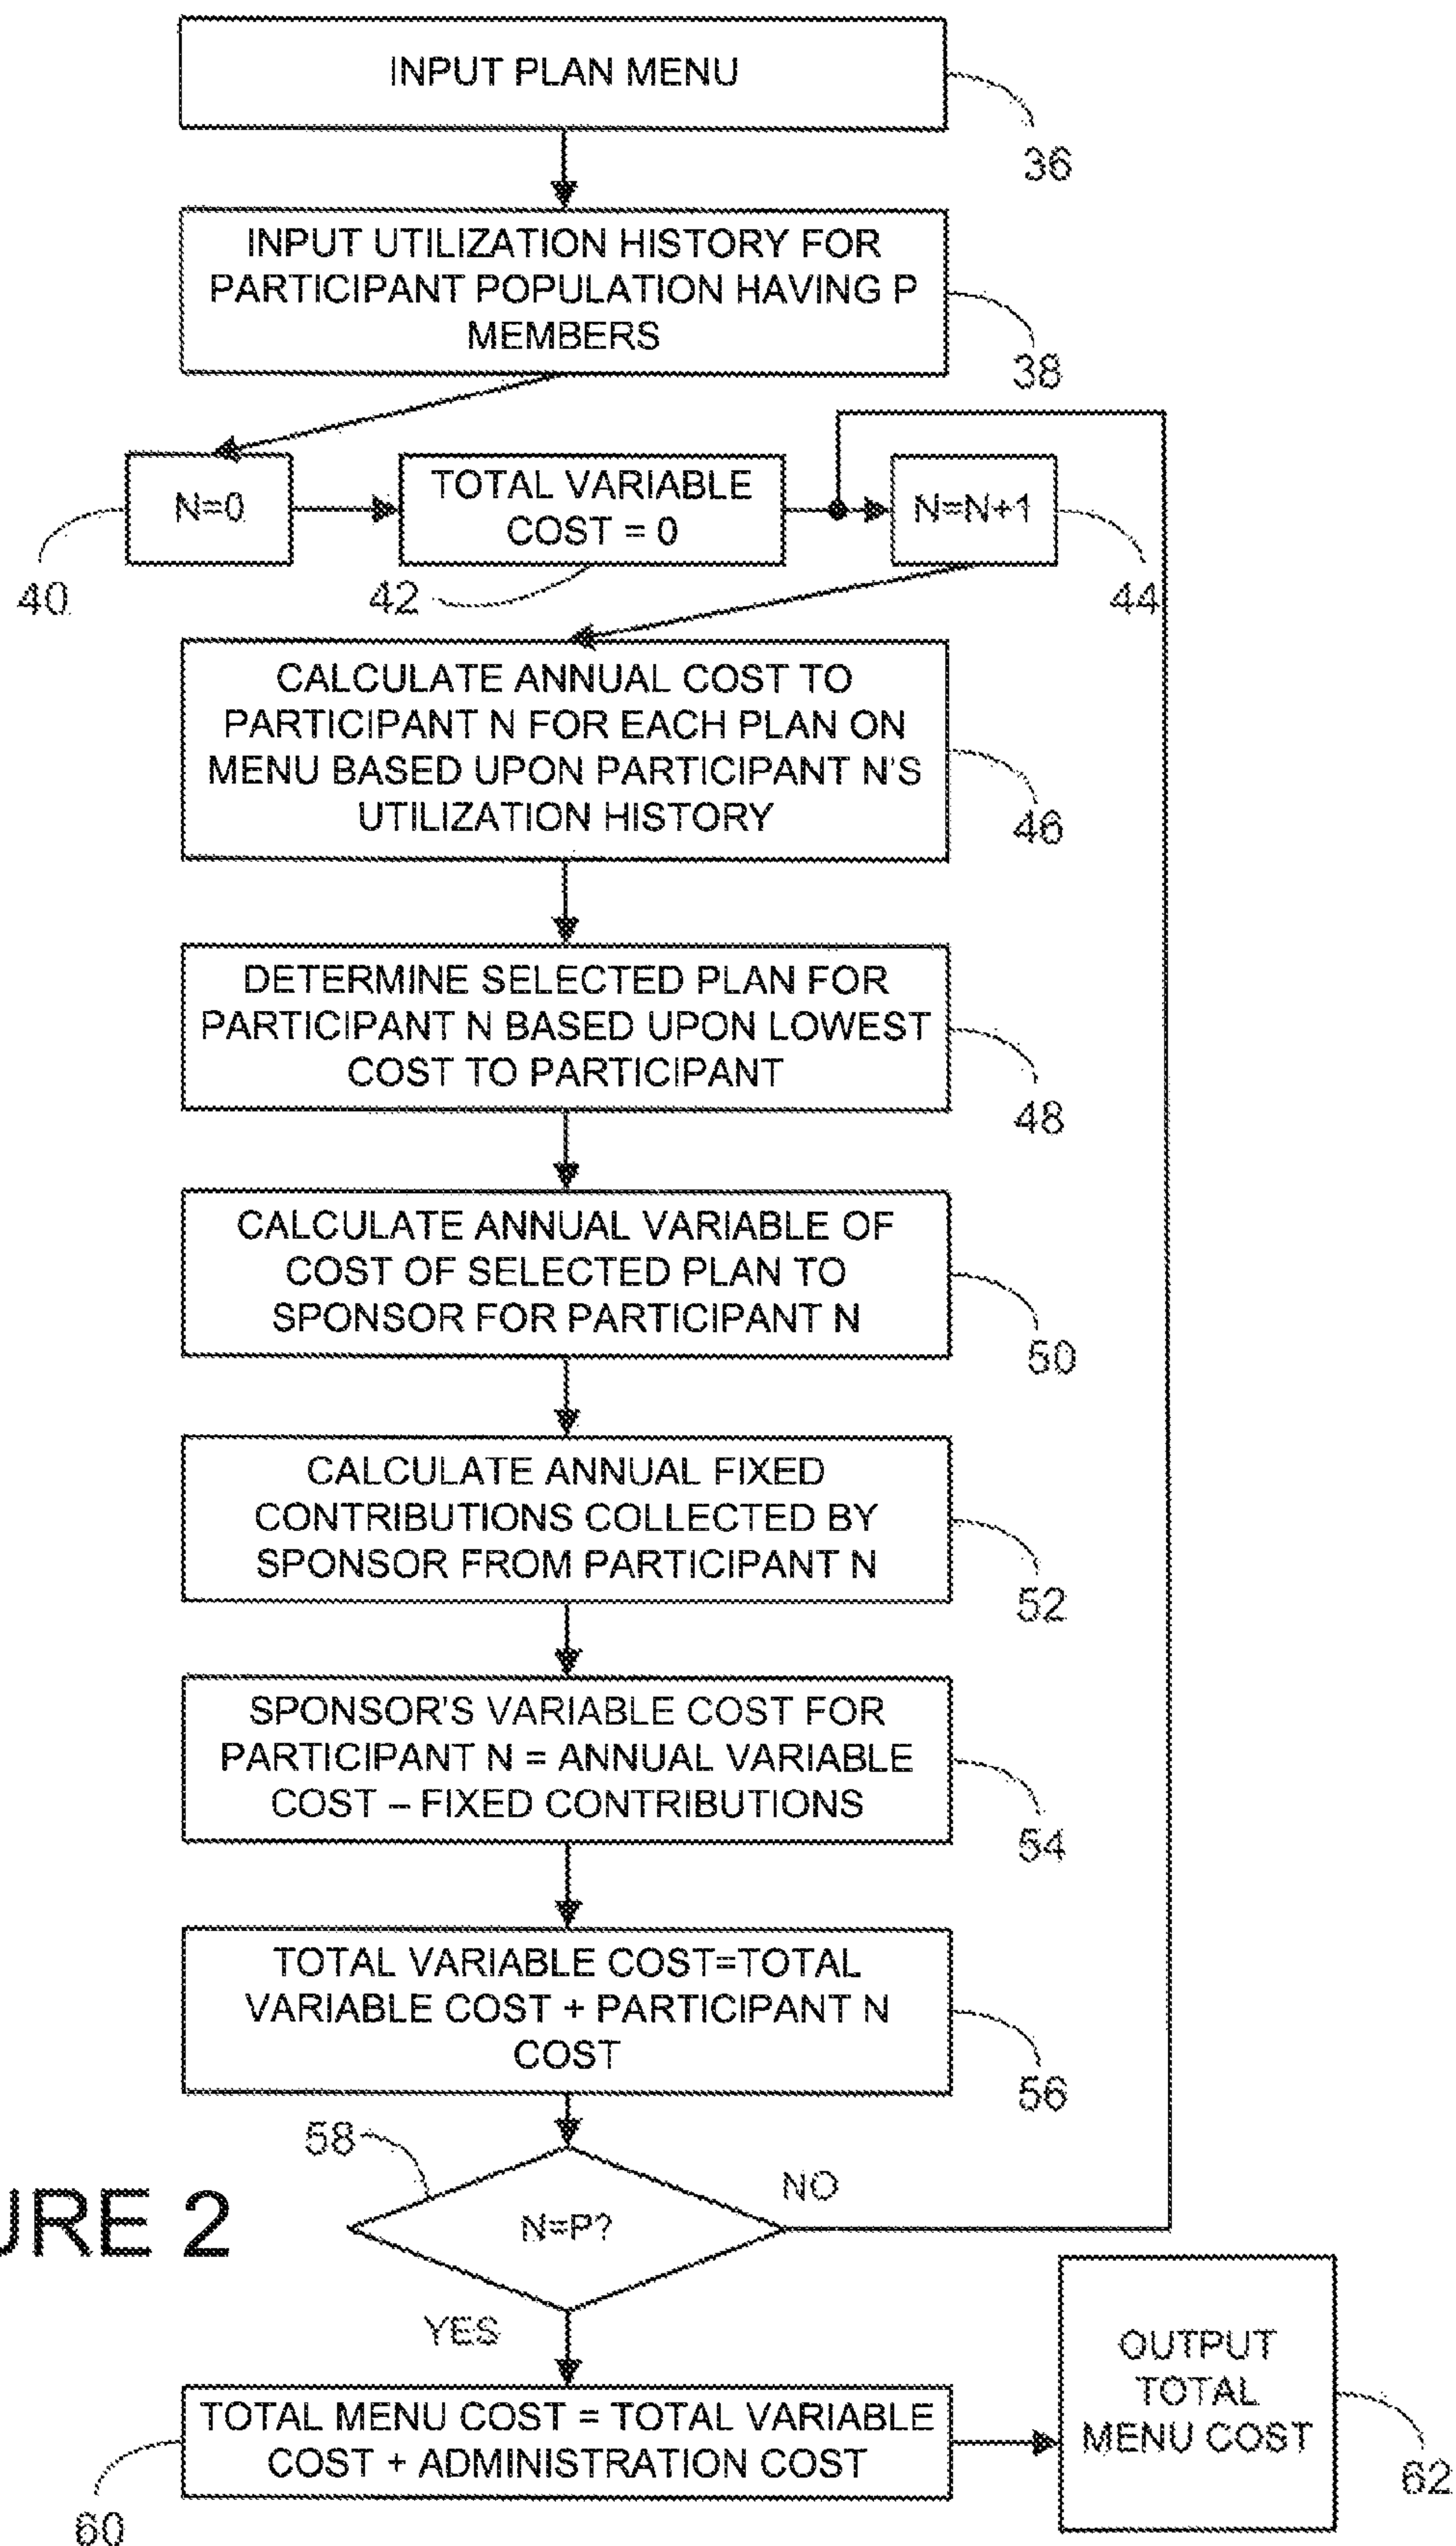 INPUT PLAN MENU
36
INPUT UTILIZATION HISTORY FOR
PARTICIPANT POPULATION HAVING P
MEMBERS
38
N=0
TOTAL VARIABLE
COST = 0
N=N+1
40
42
44
CALCULATE ANNUAL COST TO
PARTICIPANT N FOR EACH PLAN ON
MENU BASED UPON PARTICIPANT N'S
UTILIZATION HISTORY
46
DETERMINE SELECTED PLAN FOR
PARTICIPANT N BASED UPON LOWEST
COST TO PARTICIPANT
48
CALCULATE ANNUAL VARIABLE OF
COST OF SELECTED PLAN TO
SPONSOR FOR PARTICIPANT N
50
CALCULATE ANNUAL FIXED
CONTRIBUTIONS COLLECTED BY
SPONSOR FROM PARTICIPANT N
52
SPONSOR'S VARIABLE COST FOR
PARTICIPANT N = ANNUAL VARIABLE
COST – FIXED CONTRIBUTIONS
54
TOTAL VARIABLE COST=TOTAL
VARIABLE COST + PARTICIPANT N
COST
56
58
N=P?
NO
YES
URE 2
TOTAL MENU COST = TOTAL VARIABLE
COST + ADMINISTRATION COST
60
OUTPUT
TOTAL
MENU COST
62